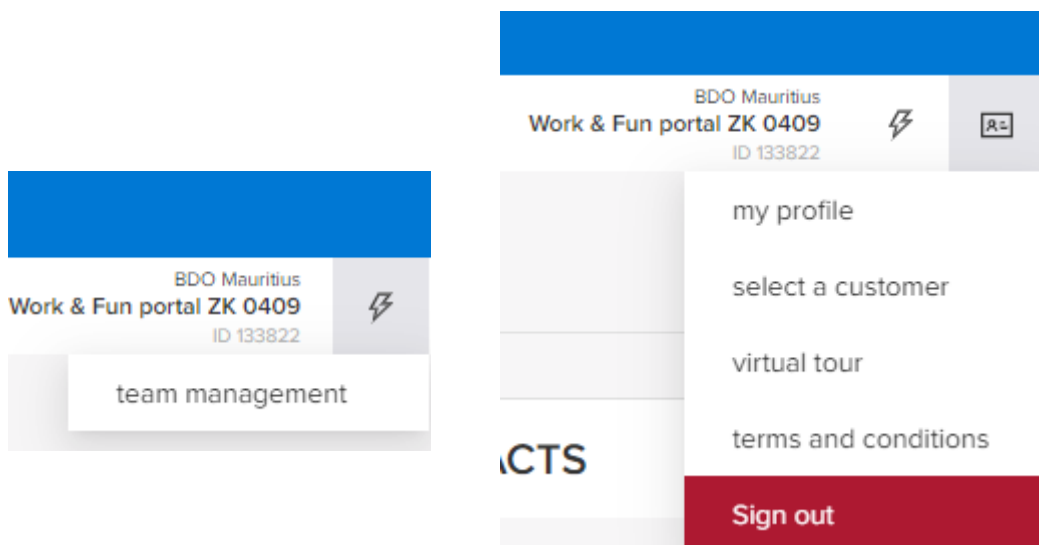 BDO Mauritius
Work & Fun portal ZK 0409
ID 133822
team management
BDO Mauritius
Work & Fun portal ZK 0409
ID 133822
my profile
select a customer
virtual tour
terms and conditions
ACTS
Sign out